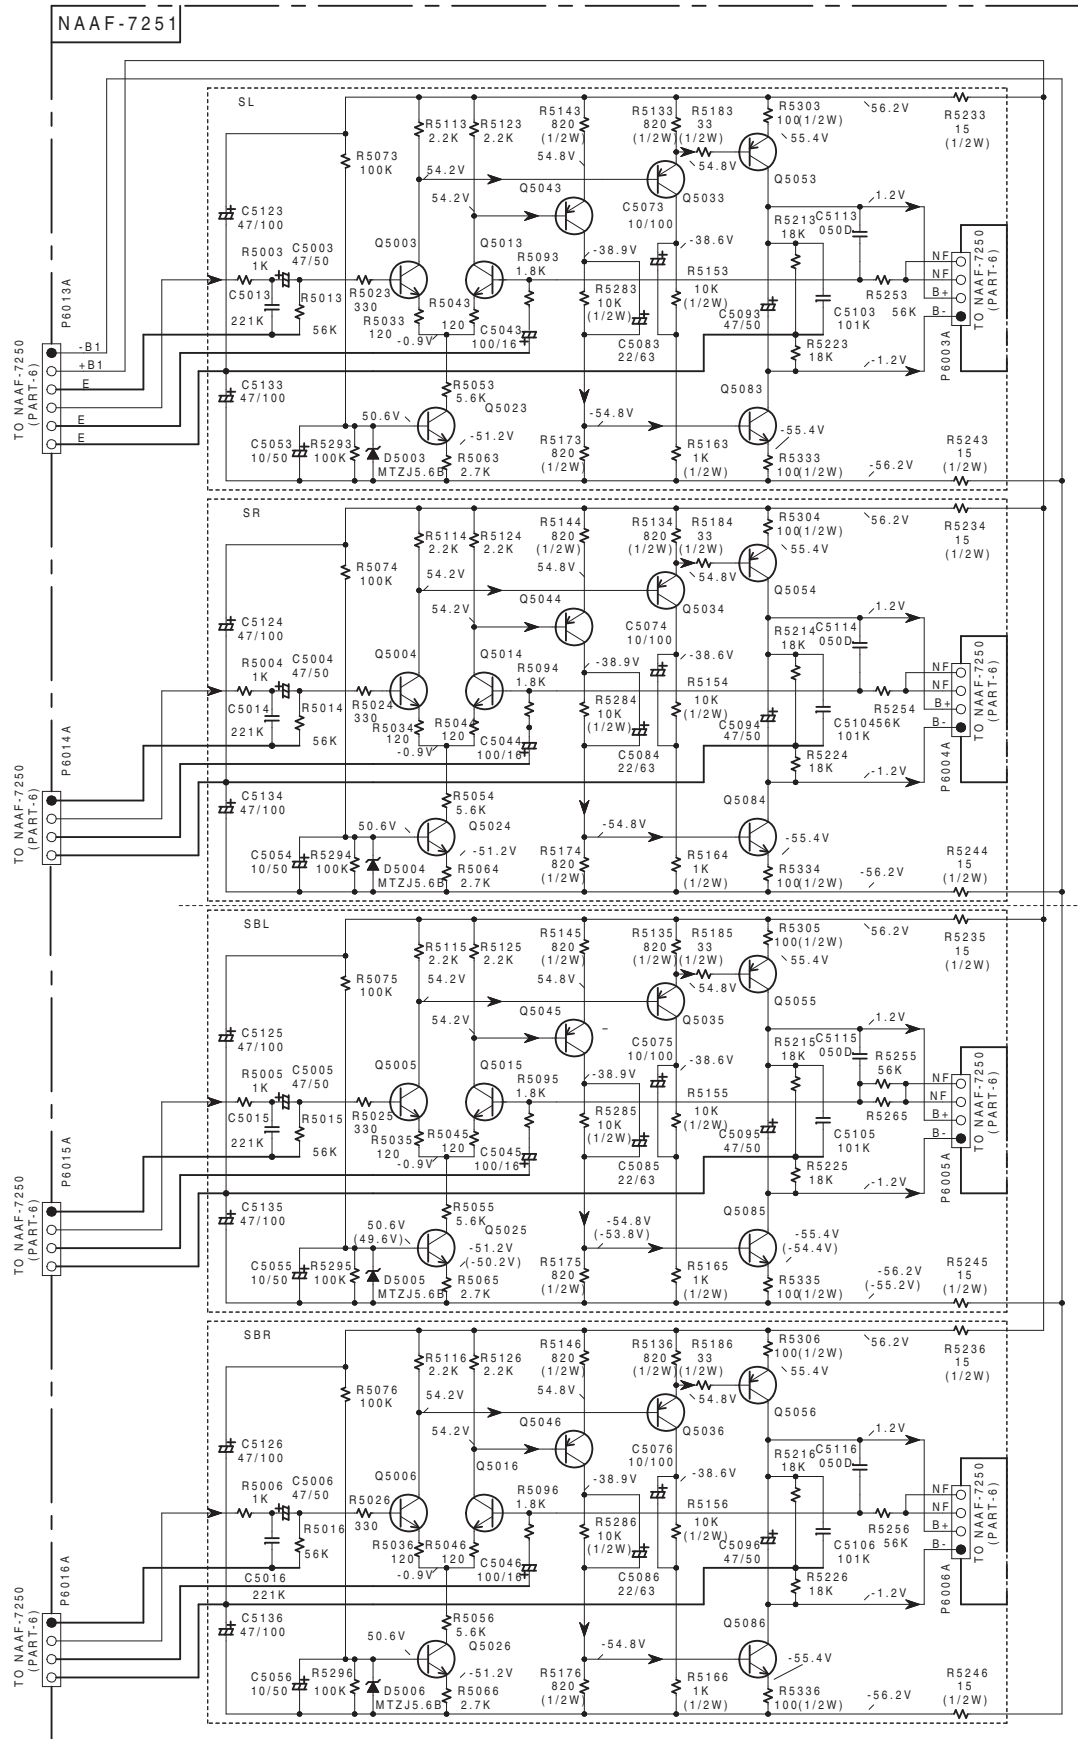 NAAF-7251
SL
R5143
820
(1/2W)
R5133
820
(1/2W)
R5183
33
(1/2W)
R5303
100(1/2W)
56.2V
R5233
15
(1/2W)
R5113
2.2K
R5123
2.2K
R5073
100K
54.8V
54.8V
55.4V
54.2V
Q5043
Q5033
Q5053
54.2V
C5073
10/100
1.2V
C5123
47/100
R5213
18K
C5113
050D
R5003
1K
C5003
47/50
Q5003
Q5013
R5093
1.8K
-38.9V
-38.6V
NF
NF
B+
B-
TO NAAF-7250
(PART-6)
P6003A
C5013
221K
R5013
56K
R5023
330
R5033
120
R5043
120
-0.9V
C5043
100/16
R5283
10K
(1/2W)
C5083
22/63
R5153
10K
(1/2W)
C5093
47/50
C5103
101K
R5253
56K
R5223
18K
-1.2V
P6013A
TO NAAF-7250
(PART-6)
-B1
+B1
E
E
E
C5133
47/100
R5053
5.6K
Q5023
50.6V
-51.2V
C5053
10/50
R5293
100K
D5003
MTZJ5.6B
R5063
2.7K
-54.8V
Q5083
-55.4V
R5173
820
(1/2W)
R5163
1K
(1/2W)
R5333
100(1/2W)
-56.2V
R5243
15
(1/2W)
SR
R5144
820
(1/2W)
R5134
820
(1/2W)
R5184
33
(1/2W)
R5304
100(1/2W)
56.2V
R5234
15
(1/2W)
R5114
2.2K
R5124
2.2K
R5074
100K
54.8V
54.8V
55.4V
54.2V
Q5044
Q5034
Q5054
54.2V
C5074
10/100
1.2V
C5124
47/100
R5214
18K
C5114
050D
R5004
1K
C5004
47/50
Q5004
Q5014
R5094
1.8K
-38.9V
-38.6V
NF
NF
B+
B-
TO NAAF-7250
(PART-6)
P6004A
C5014
221K
R5014
56K
R5024
330
R5034
120
R5044
120
-0.9V
C5044
100/16
R5284
10K
(1/2W)
C5084
22/63
R5154
10K
(1/2W)
C5094
47/50
C5104
R5254
56K
101K
R5224
18K
-1.2V
P6014A
TO NAAF-7250
(PART-6)
C5134
47/100
R5054
5.6K
Q5024
50.6V
-51.2V
C5054
10/50
R5294
100K
D5004
MTZJ5.6B
R5064
2.7K
-54.8V
Q5084
-55.4V
R5174
820
(1/2W)
R5164
1K
(1/2W)
R5334
100(1/2W)
-56.2V
R5244
15
(1/2W)
SBL
R5145
820
(1/2W)
R5135
820
(1/2W)
R5185
33
(1/2W)
R5305
100(1/2W)
56.2V
R5235
15
(1/2W)
R5115
2.2K
R5125
2.2K
R5075
100K
54.8V
54.8V
55.4V
54.2V
Q5045
Q5035
Q5055
54.2V
C5075
10/100
1.2V
C5125
47/100
R5215
18K
C5115
050D
R5255
56K
R5005
1K
C5005
47/50
Q5005
Q5015
R5095
1.8K
-38.9V
-38.6V
NF
NF
B+
B-
TO NAAF-7250
(PART-6)
P6005A
C5015
221K
R5015
56K
R5025
330
R5035
120
R5045
120
-0.9V
C5045
100/16
R5285
10K
(1/2W)
C5085
22/63
R5155
10K
(1/2W)
C5095
47/50
C5105
101K
R5265
R5225
18K
-1.2V
P6015A
TO NAAF-7250
(PART-6)
C5135
47/100
R5055
5.6K
Q5025
50.6V
(49.6V)
-51.2V
(-50.2V)
C5055
10/50
R5295
100K
D5005
MTZJ5.6B
R5065
2.7K
-54.8V
(-53.8V)
Q5085
-55.4V
(-54.4V)
R5175
820
(1/2W)
R5165
1K
(1/2W)
R5335
100(1/2W)
-56.2V
(-55.2V)
R5245
15
(1/2W)
SBR
R5146
820
(1/2W)
R5136
820
(1/2W)
R5186
33
(1/2W)
R5306
100(1/2W)
56.2V
R5236
15
(1/2W)
R5116
2.2K
R5126
2.2K
R5076
100K
54.8V
54.8V
55.4V
54.2V
Q5046
Q5036
Q5056
54.2V
C5076
10/100
1.2V
C5126
47/100
R5216
18K
C5116
050D
R5006
1K
C5006
47/50
Q5006
Q5016
R5096
1.8K
-38.9V
-38.6V
NF
NF
B+
B-
TO NAAF-7250
(PART-6)
P6006A
C5016
221K
R5016
56K
R5026
330
R5036
120
R5046
120
-0.9V
C5046
100/16
R5286
10K
(1/2W)
C5086
22/63
R5156
10K
(1/2W)
C5096
47/50
C5106
101K
R5256
56K
R5226
18K
-1.2V
P6016A
TO NAAF-7250
(PART-6)
C5136
47/100
R5056
5.6K
Q5026
50.6V
-51.2V
C5056
10/50
R5296
100K
D5006
MTZJ5.6B
R5066
2.7K
-54.8V
Q5086
-55.4V
R5176
820
(1/2W)
R5166
1K
(1/2W)
R5336
100(1/2W)
-56.2V
R5246
15
(1/2W)